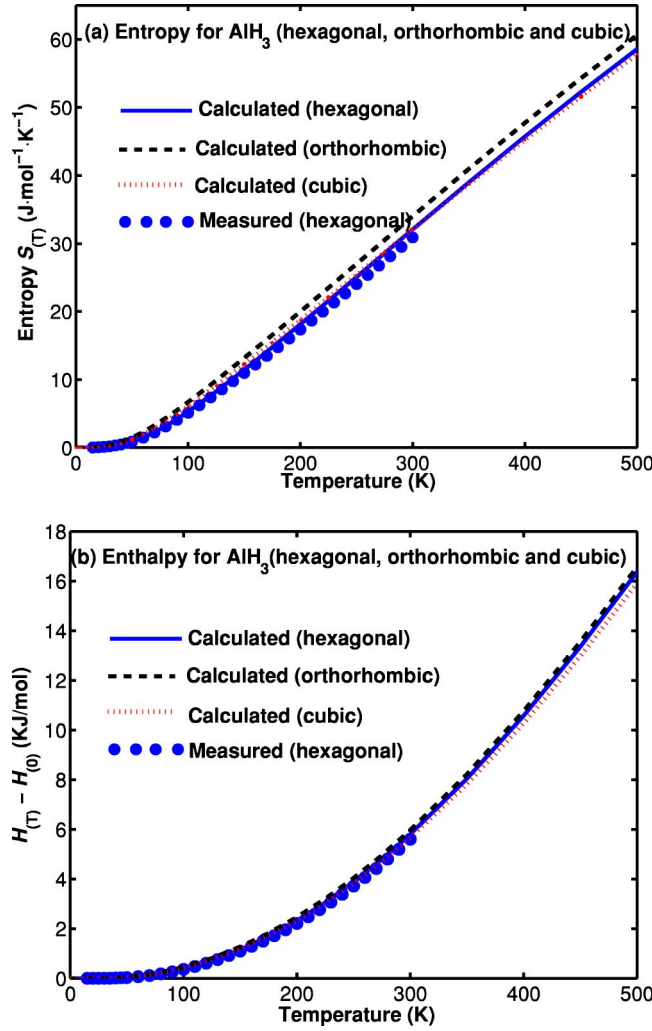 (a) Entropy for AlH3 (hexagonal, orthorhombic and cubic)
60
50
40
30
20
10
0
Entropy S(T) (J·mol−1·K−1)
Calculated (hexagonal)
Calculated (orthorhombic)
Calculated (cubic)
Measured (hexagonal)
100
200
300
400
500
Temperature (K)
(b) Enthalpy for AlH3(hexagonal, orthorhombic and cubic)
18
16
14
12
10
8
6
4
2
0
H(T) − H(0) (KJ/mol)
Calculated (hexagonal)
Calculated (orthorhombic)
Calculated (cubic)
Measured (hexagonal)
0
100
200
300
400
500
Temperature (K)